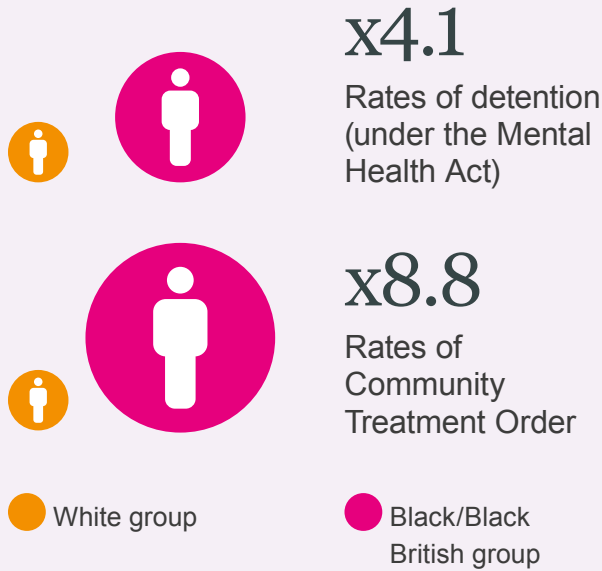 x4.1
Rates of detention
(under the Mental
Health Act)
x8.8
Rates of
Community
Treatment Order
White group
Black/Black
British group